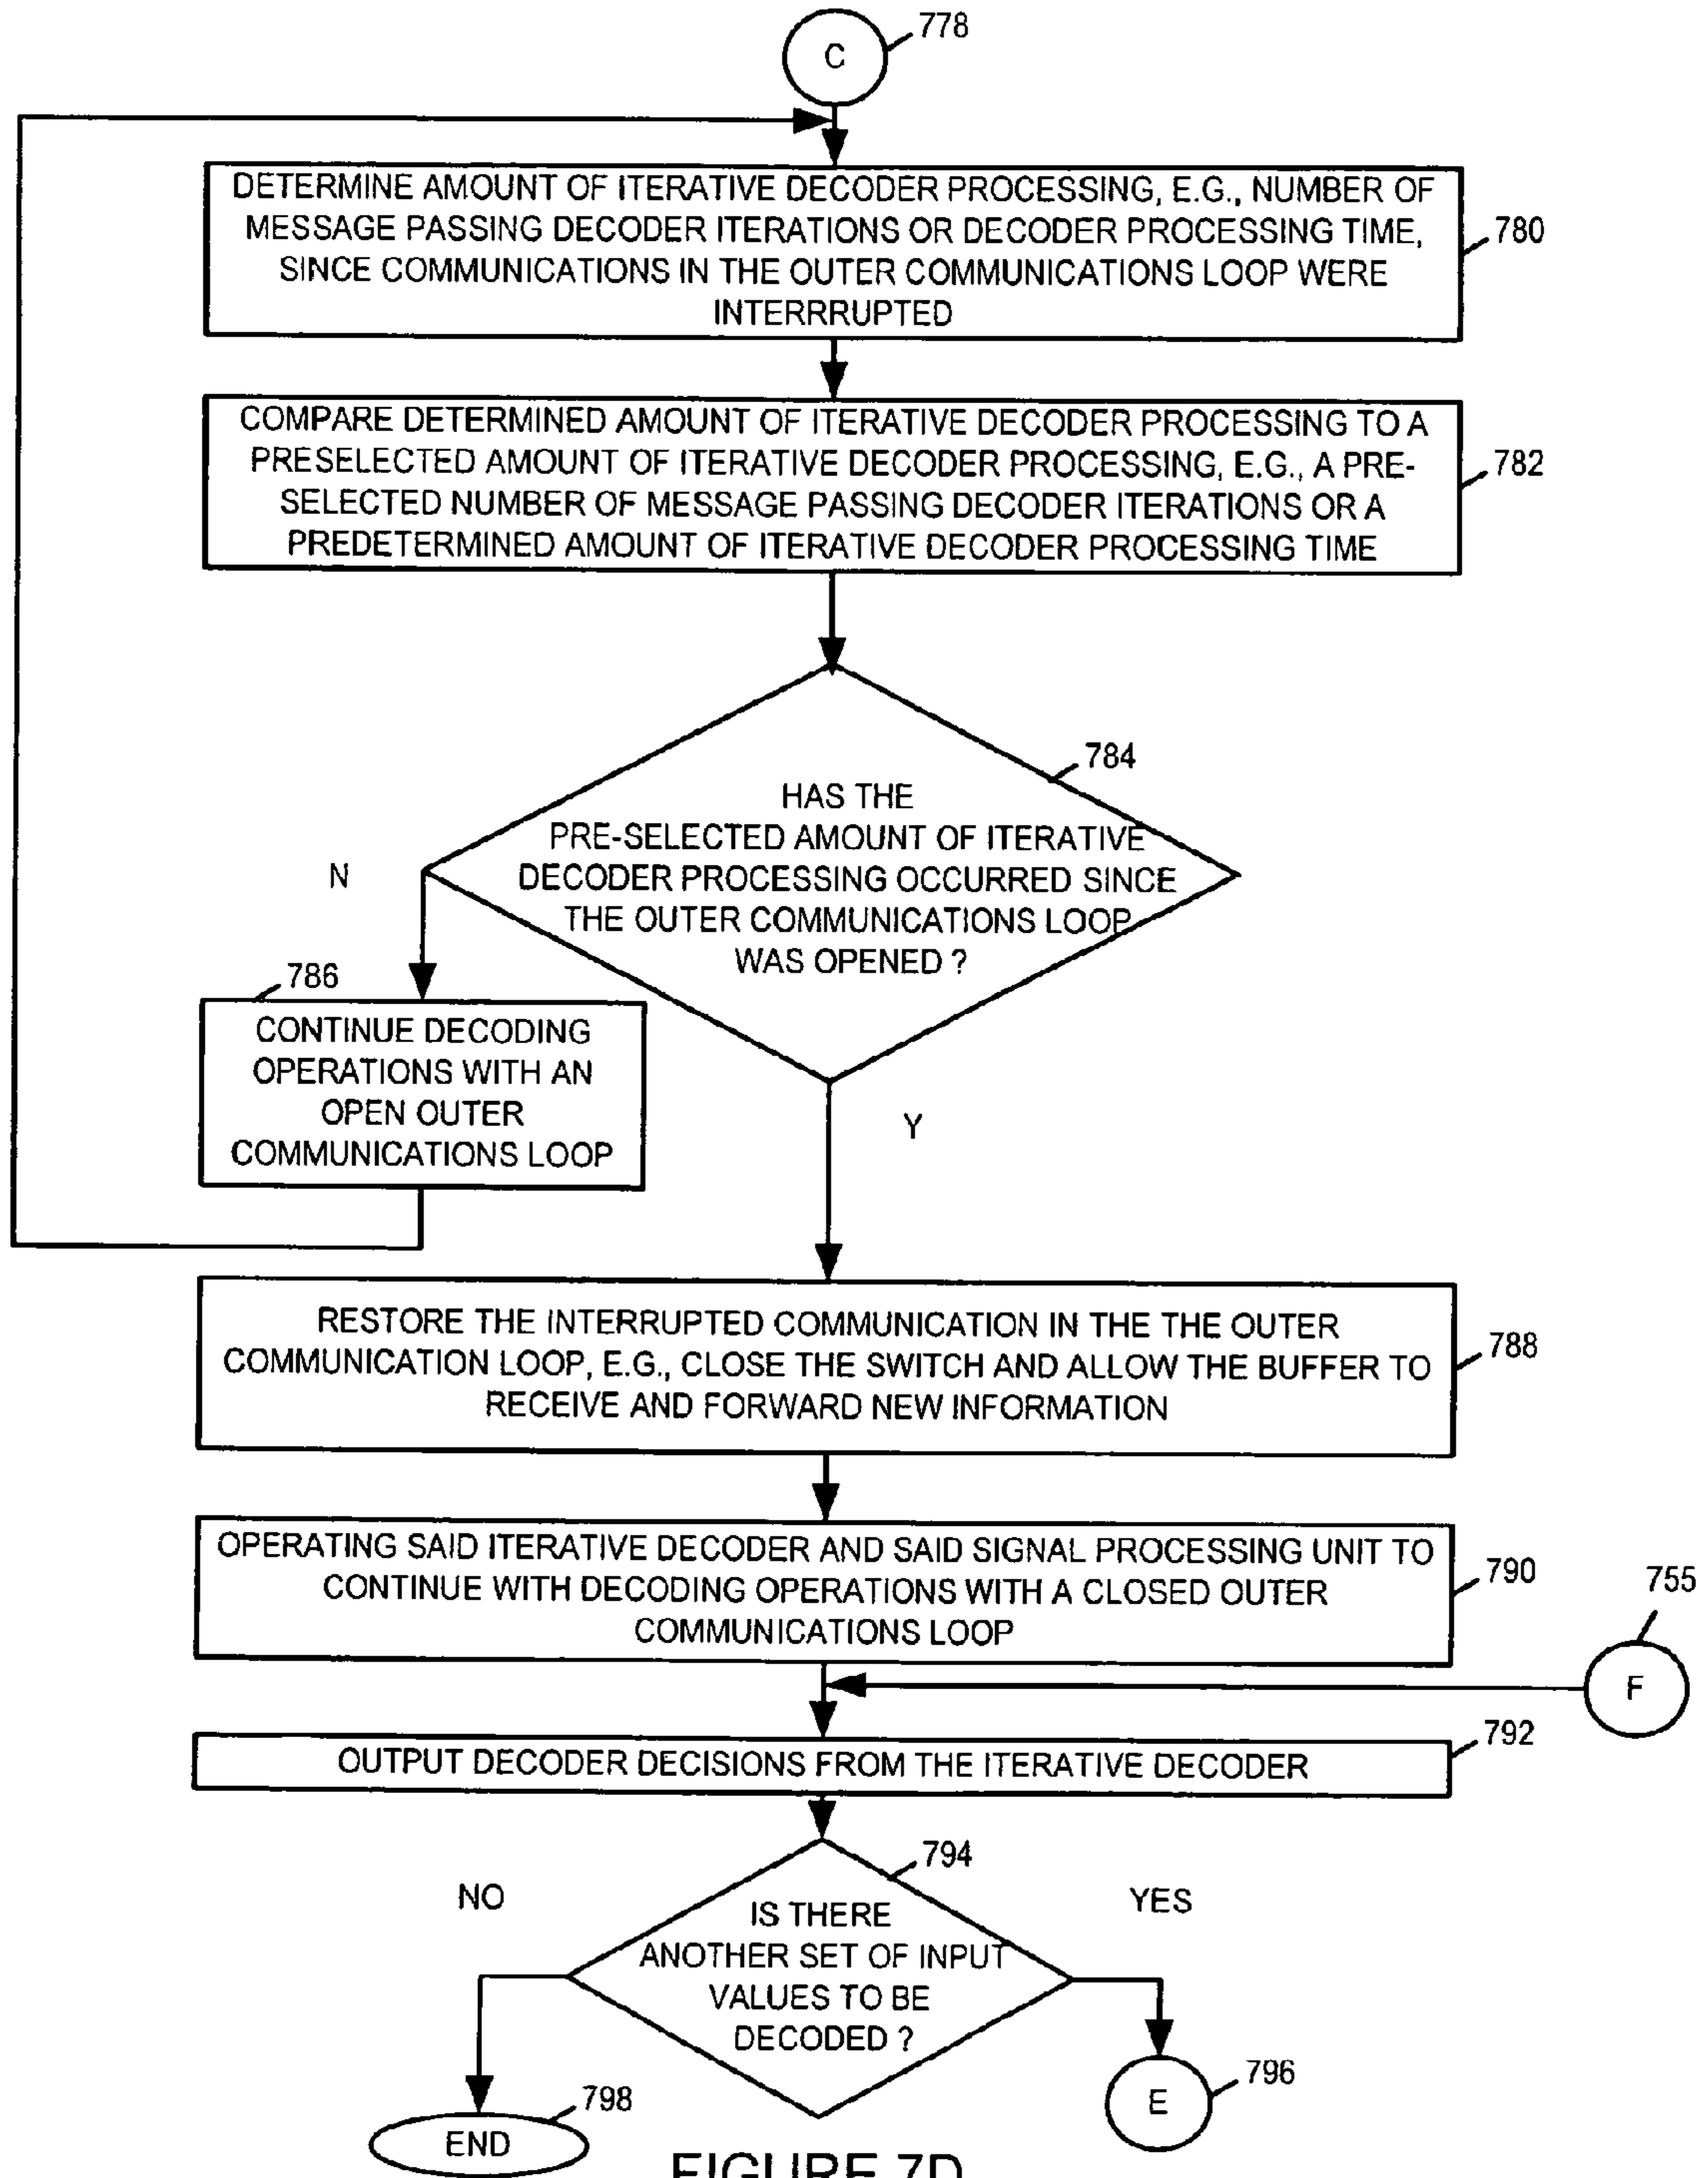 C
778
DETERMINE AMOUNT OF ITERATIVE DECODER PROCESSING, E.G., NUMBER OF
MESSAGE PASSING DECODER ITERATIONS OR DECODER PROCESSING TIME,
SINCE COMMUNICATIONS IN THE OUTER COMMUNICATIONS LOOP WERE
INTERRRUPTED
780
COMPARE DETERMINED AMOUNT OF ITERATIVE DECODER PROCESSING TO A
PRESELECTED AMOUNT OF ITERATIVE DECODER PROCESSING, E.G., A PRE-
SELECTED NUMBER OF MESSAGE PASSING DECODER ITERATIONS OR A
PREDETERMINED AMOUNT OF ITERATIVE DECODER PROCESSING TIME
782
784
HAS THE
PRE-SELECTED AMOUNT OF ITERATIVE
DECODER PROCESSING OCCURRED SINCE
THE OUTER COMMUNICATIONS LOOP
WAS OPENED ?
N
786
CONTINUE DECODING
OPERATIONS WITH AN
OPEN OUTER
COMMUNICATIONS LOOP
Y
RESTORE THE INTERRUPTED COMMUNICATION IN THE THE OUTER
COMMUNICATION LOOP, E.G., CLOSE THE SWITCH AND ALLOW THE BUFFER TO
RECEIVE AND FORWARD NEW INFORMATION
788
OPERATING SAID ITERATIVE DECODER AND SAID SIGNAL PROCESSING UNIT TO
CONTINUE WITH DECODING OPERATIONS WITH A CLOSED OUTER
COMMUNICATIONS LOOP
790
755
F
OUTPUT DECODER DECISIONS FROM THE ITERATIVE DECODER
792
794
NO
YES
IS THERE
ANOTHER SET OF INPUT
VALUES TO BE
DECODED ?
798
END
E
796
FIGURE 7D